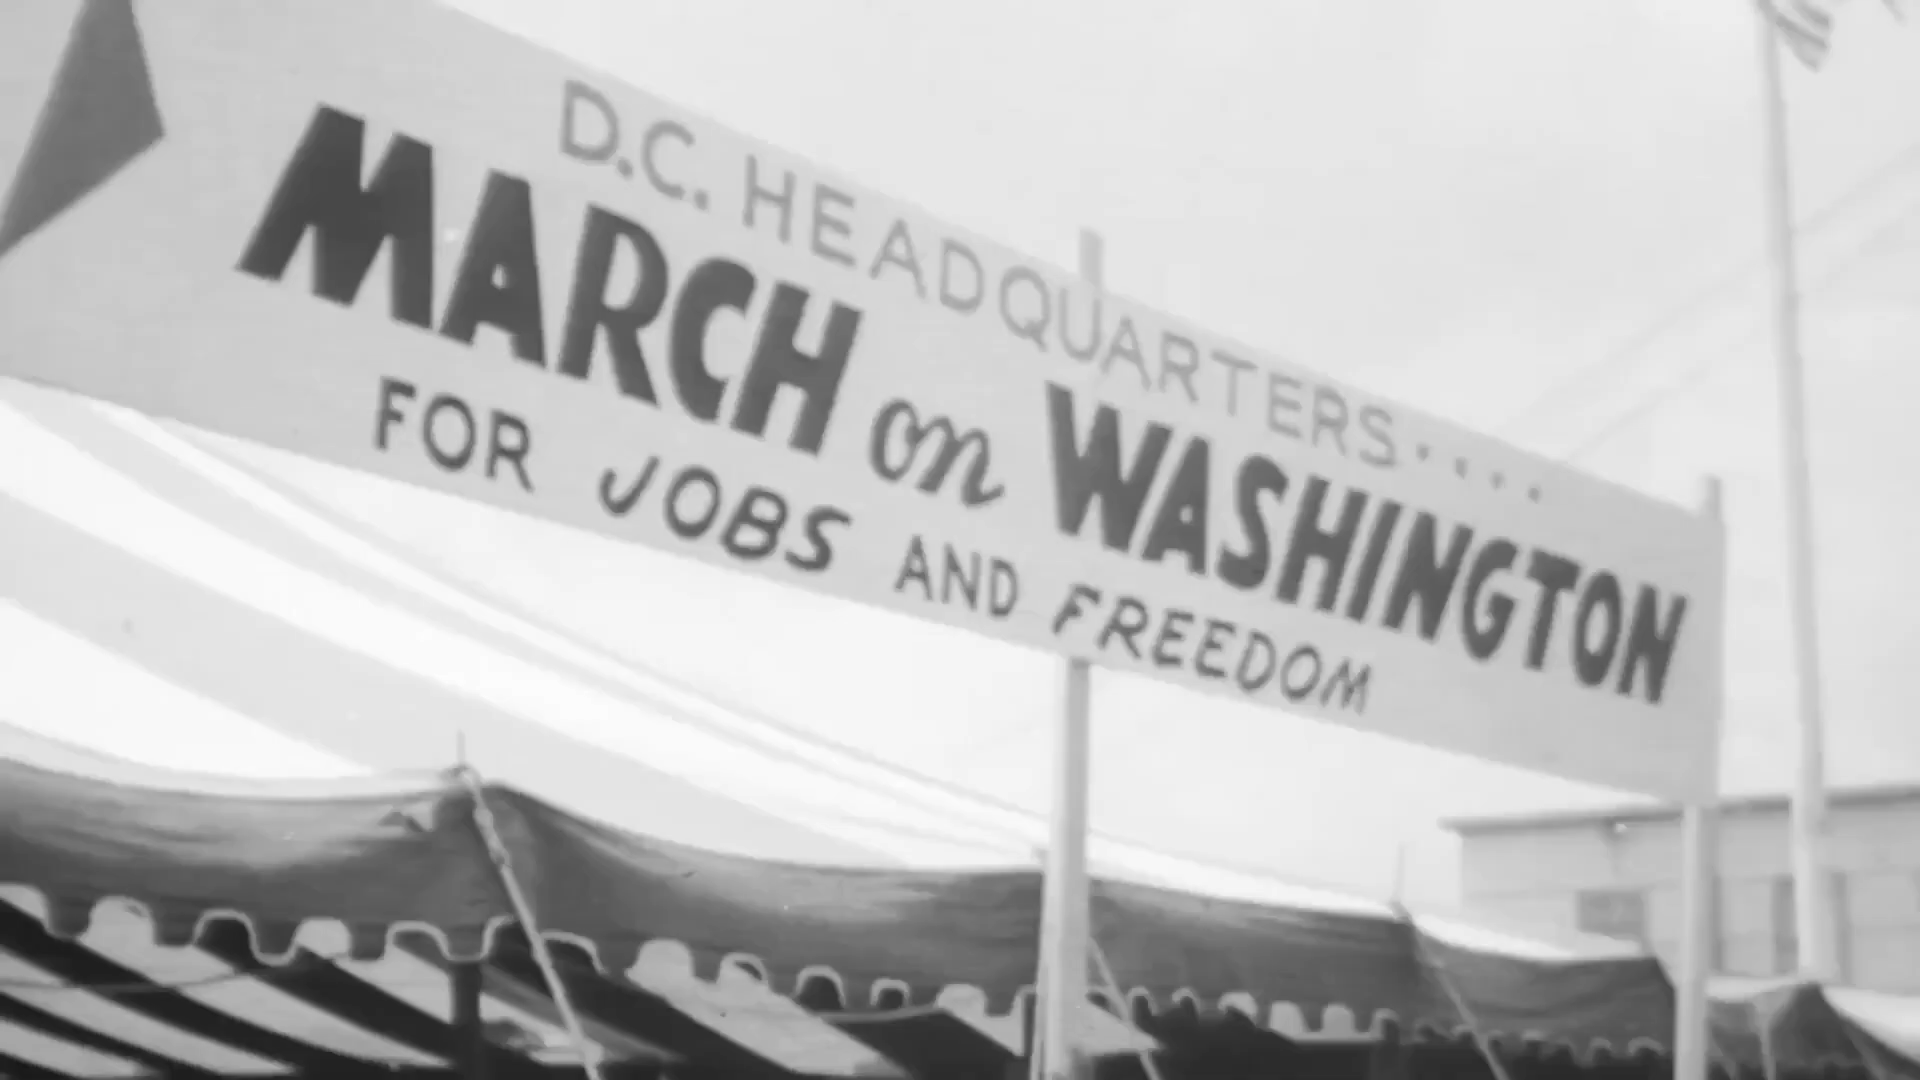 D.C. HEADQUARTERS....
MARCH on WASHINGTON
FOR JOBS AND FREEDOM